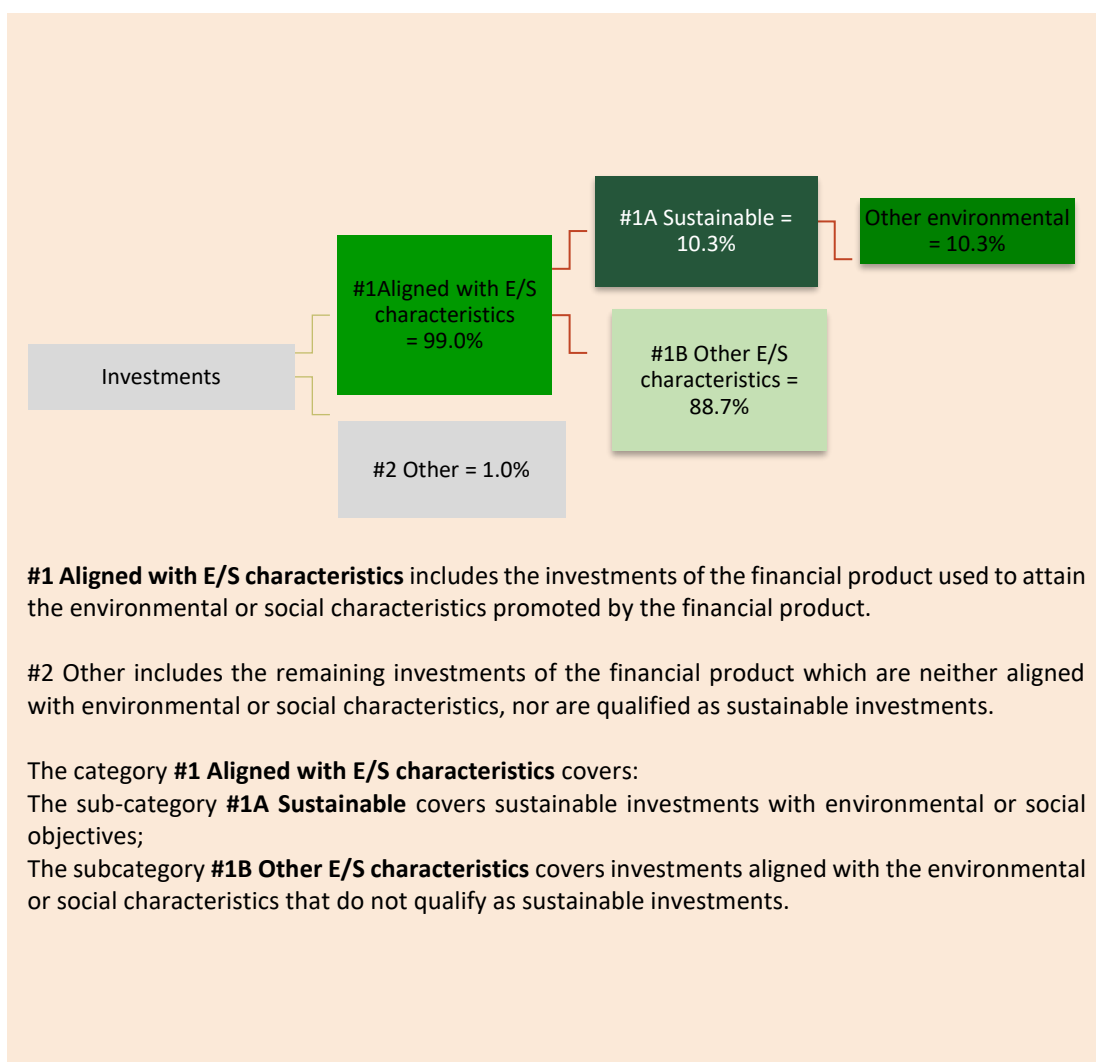 #1A Sustainable =
10.3%
Other environmental
= 10.3%
#1Aligned with E/S
characteristics
= 99.0%
#1B Other E/S
characteristics =
88.7%
Investments
#2 Other = 1.0%
#1 Aligned with E/S characteristics includes the investments of the financial product used to attain
the environmental or social characteristics promoted by the financial product.
#2 Other includes the remaining investments of the financial product which are neither aligned
with environmental or social characteristics, nor are qualified as sustainable investments.
The category #1 Aligned with E/S characteristics covers:
The sub-category #1A Sustainable covers sustainable investments with environmental or social
objectives;
The subcategory #1B Other E/S characteristics covers investments aligned with the environmental
or social characteristics that do not qualify as sustainable investments.